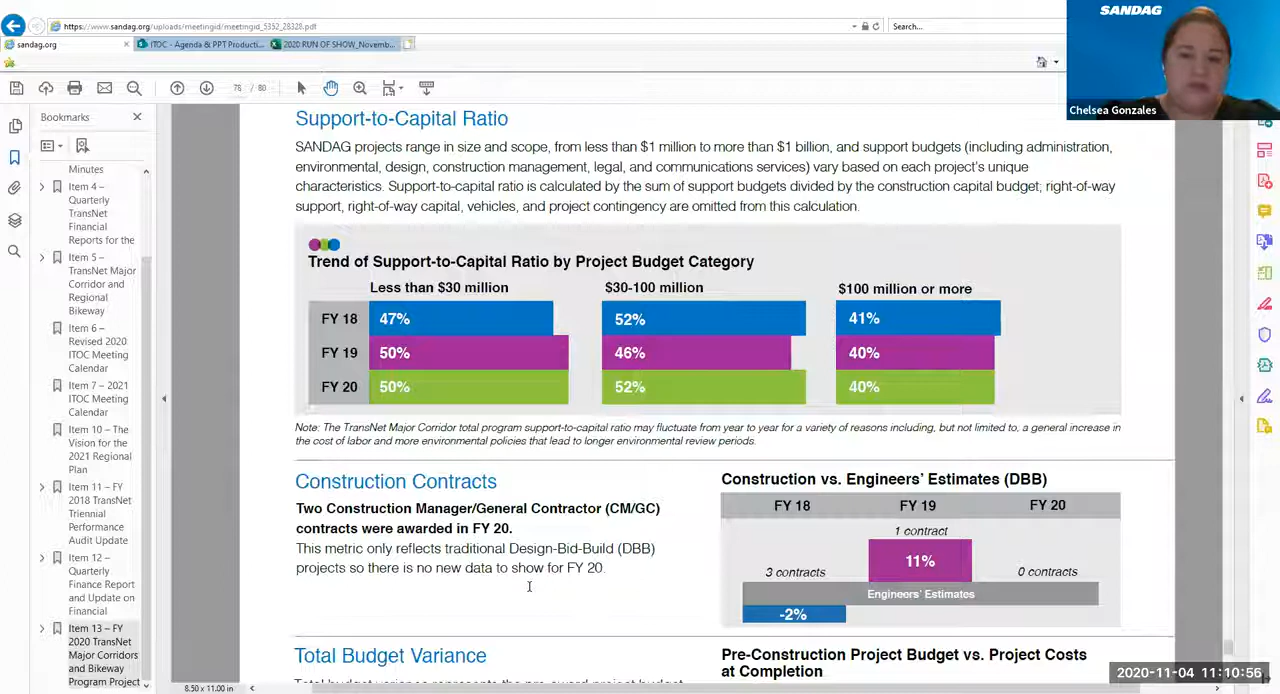 https://www.sandag.org/uploads/meetingid/meetingid_5352_28328.pdf
Search...
sandag.org
ITOC - Agenda & PPT Producti...
2020 RUN OF SHOW_Novemb...
SANDAG
Chelsea Gonzales
78 / 80
Bookmarks
Minutes
Item 4 –
Quarterly
TransNet
Financial
Reports for the
Item 5 –
TransNet Major
Corridor and
Regional
Bikeway
Item 6 –
Revised 2020
ITOC Meeting
Calendar
Item 7 – 2021
ITOC Meeting
Calendar
Item 10 – The
Vision for the
2021 Regional
Plan
Item 11 – FY
2018 TransNet
Triennial
Performance
Audit Update
Item 12 –
Quarterly
Finance Report
and Update on
Financial
Item 13 – FY
2020 TransNet
Major Corridors
and Bikeway
Program Project
Support-to-Capital Ratio
SANDAG projects range in size and scope, from less than $1 million to more than $1 billion, and support budgets (including administration,
environmental, design, construction management, legal, and communications services) vary based on each project's unique
characteristics. Support-to-capital ratio is calculated by the sum of support budgets divided by the construction capital budget; right-of-way
support, right-of-way capital, vehicles, and project contingency are omitted from this calculation.
Trend of Support-to-Capital Ratio by Project Budget Category
Less than $30 million $30-100 million $100 million or more
FY 18 47% 52% 41%
FY 19 50% 46% 40%
FY 20 50% 52% 40%
Note: The TransNet Major Corridor total program support-to-capital ratio may fluctuate from year to year for a variety of reasons including, but not limited to, a general increase in
the cost of labor and more environmental policies that lead to longer environmental review periods.
Construction Contracts
Two Construction Manager/General Contractor (CM/GC)
contracts were awarded in FY 20.
This metric only reflects traditional Design-Bid-Build (DBB)
projects so there is no new data to show for FY 20.
Construction vs. Engineers' Estimates (DBB)
FY 18 FY 19 FY 20
1 contract
11%
3 contracts 0 contracts
Engineers' Estimates
-2%
Total Budget Variance
Pre-Construction Project Budget vs. Project Costs
at Completion
8.50 x 11.00 in
2020-11-04 11:10:56